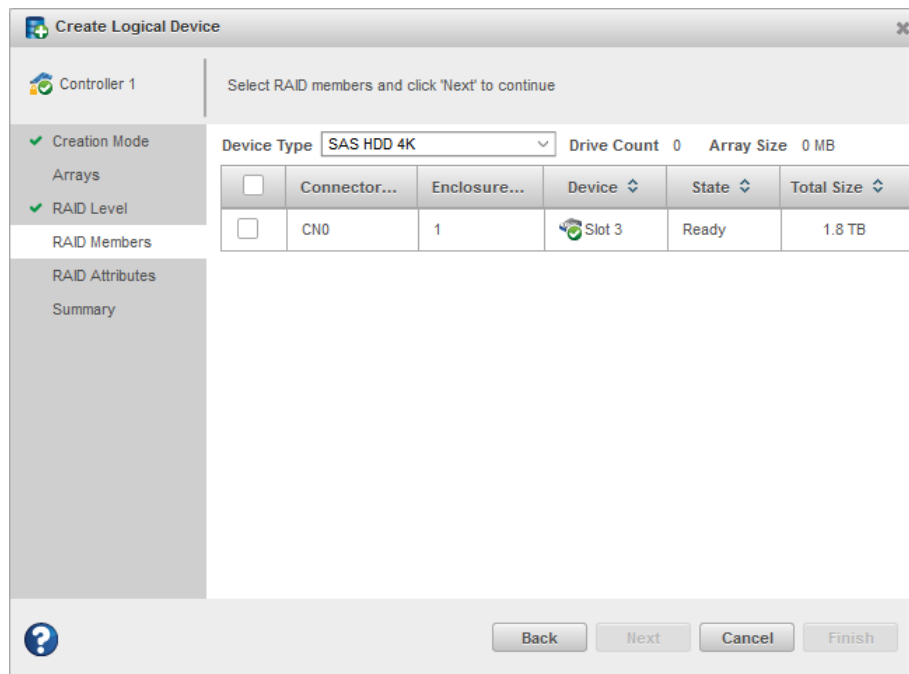 Create Logical Device
Controller 1
Select RAID members and click 'Next' to continue
Creation Mode
Arrays
RAID Level
RAID Members
RAID Attributes
Summary
Device Type SAS HDD 4K Drive Count 0 Array Size 0 MB
Connector... Enclosure... Device State Total Size
CN0 1 Slot 3 Ready 1.8 TB
? Back Next Cancel Finish